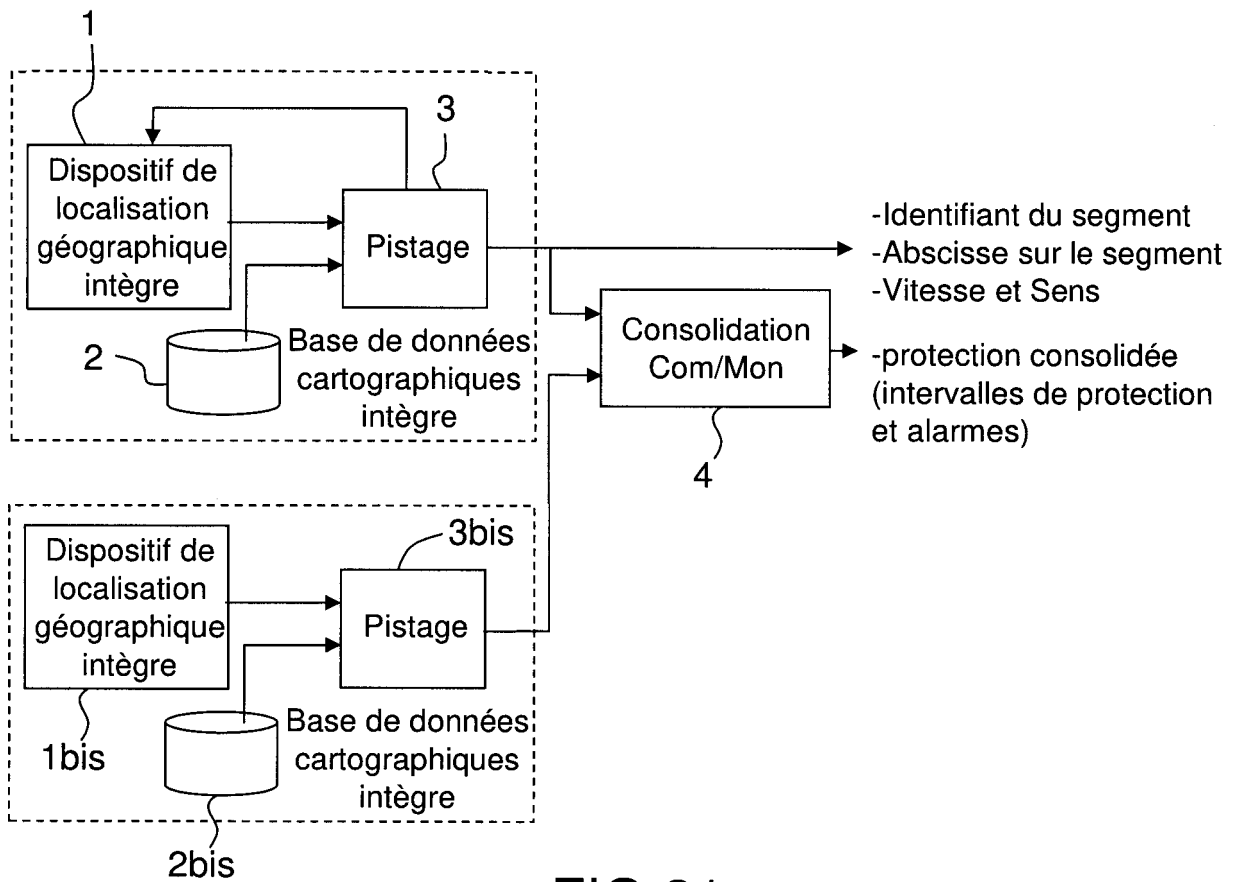 1
3
Dispositif de
localisation
géographique
intègre
Pistage
2
Base de données
cartographiques
intègre
-Identifiant du segment
-Abscisse sur le segment
-Vitesse et Sens
Consolidation
Com/Mon
-protection consolidée
(intervalles de protection
et alarmes)
4
Dispositif de
localisation
géographique
intègre
3bis
Pistage
1bis
Base de données
cartographiques
intègre
2bis